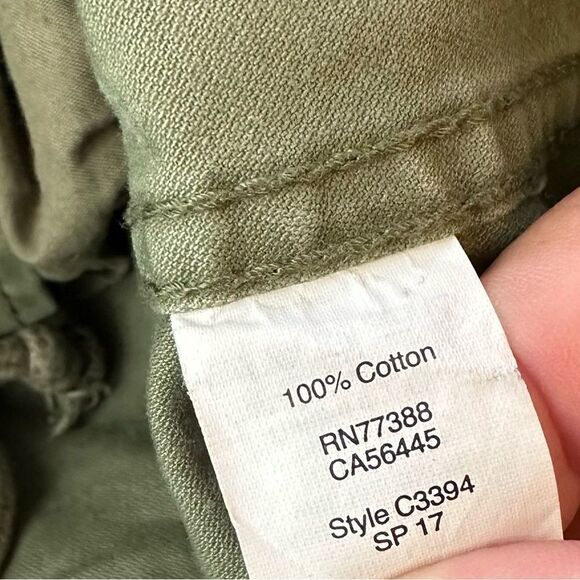 100% Cotton
RN77388
CA56445
Style C3394
SP 17